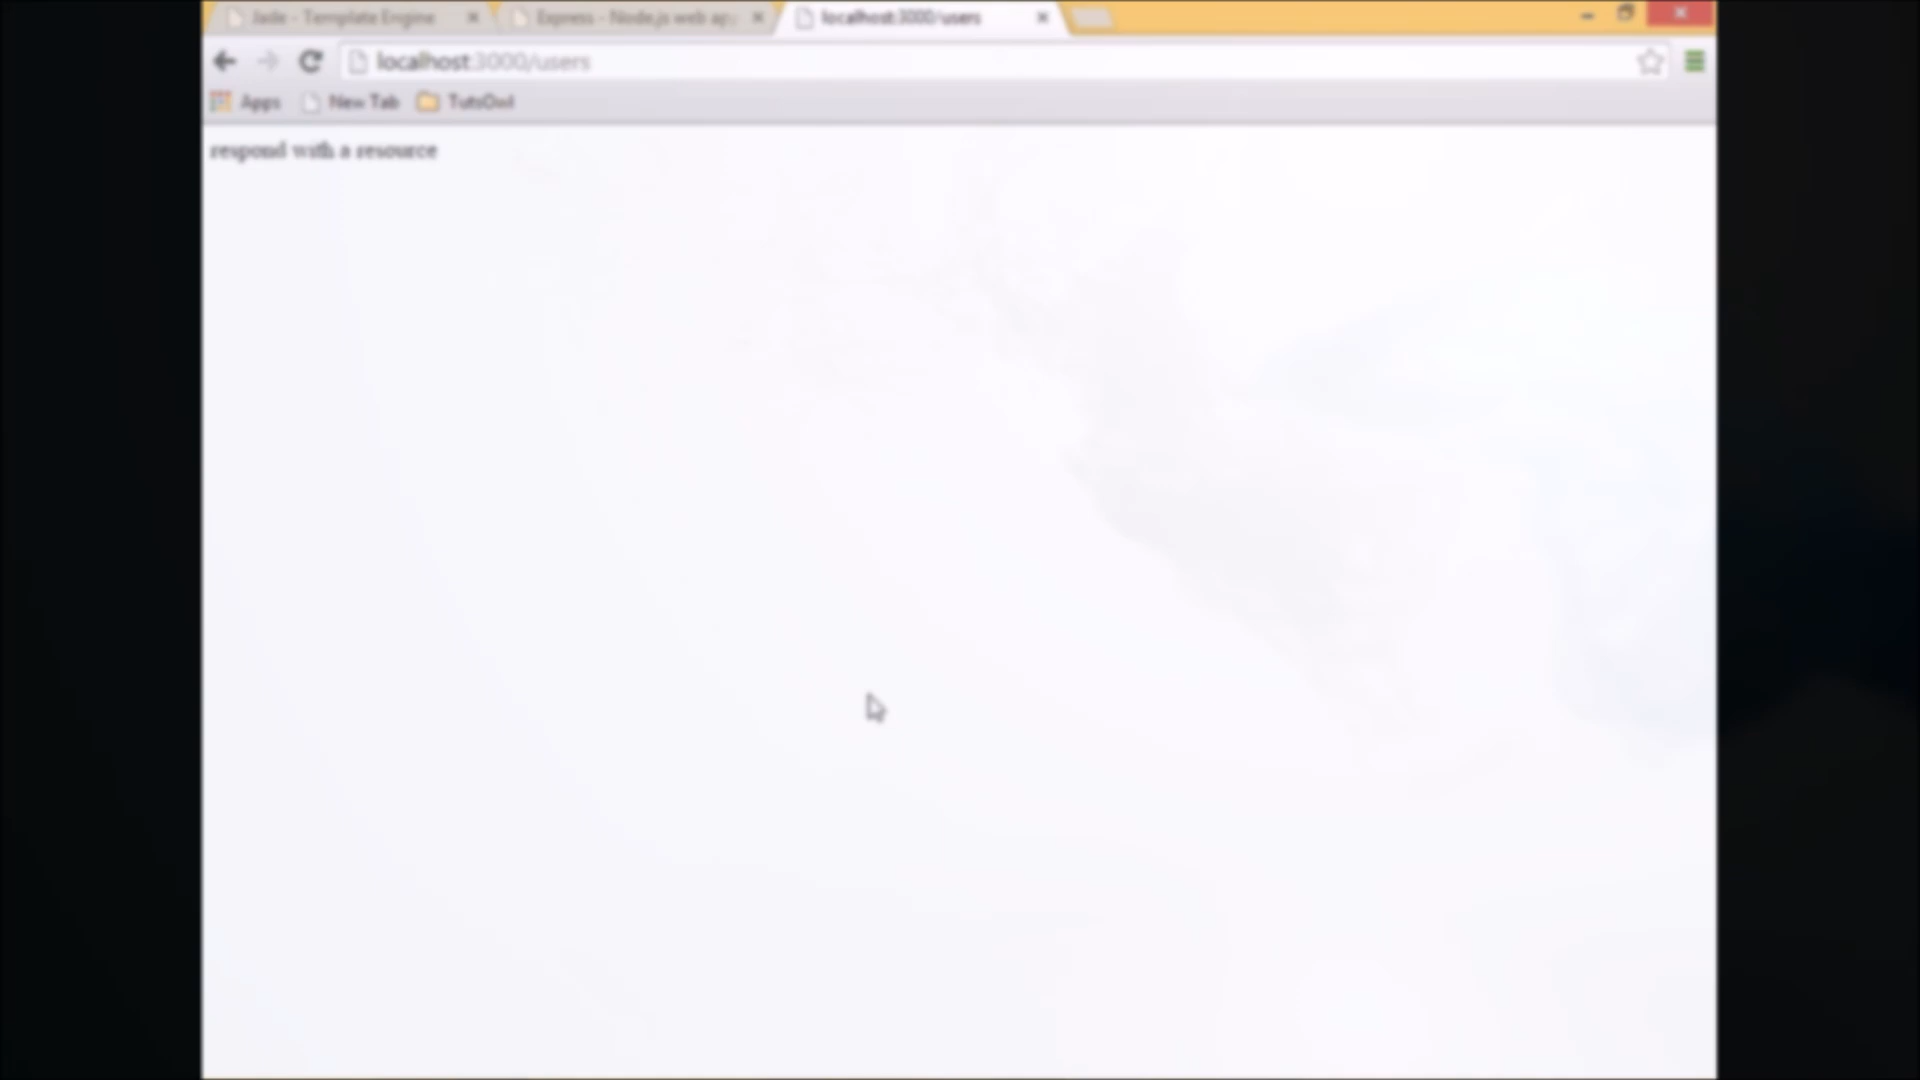 Jade - Template Engine
Express - Node.js web ap
localhost:3000/users
localhost:3000/users
Apps
New Tab
TutsOwl
respond with a resource